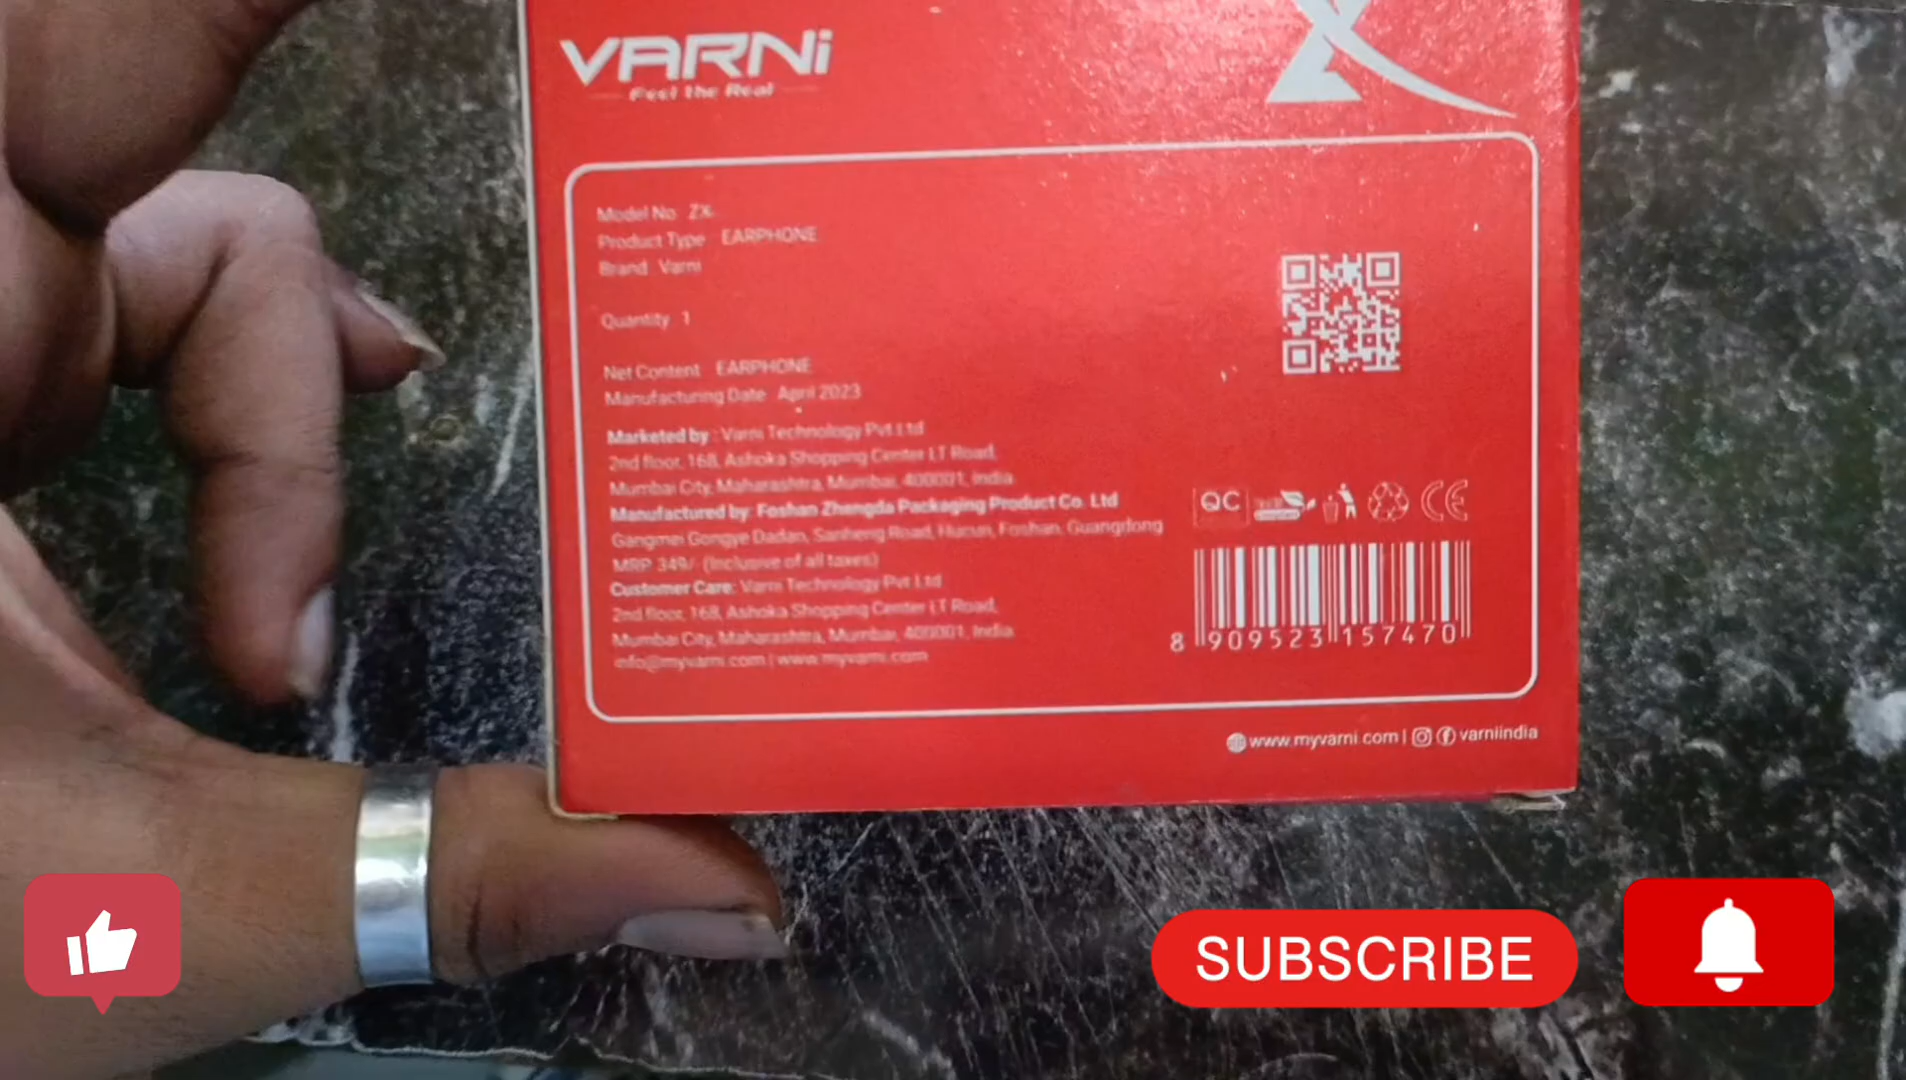 VARNi
Feel the Real
Model No ZX
Product Type EARPHONE
Brand Varni
Quantity 1
Net Content EARPHONE
Manufacturing Date April 2023
Marketed by : Varni Technology Pvt Ltd
2nd floor, 168, Ashoka Shopping Center LT Road,
Mumbai City, Maharashtra, Mumbai, 400001, India
Manufactured by: Foshan Zhengda Packaging Product Co. Ltd
Gangmei Gongye Dadan, Sanheng Road, Foshan, Guangdong
MRP 349/- (Inclusive of all taxes)
Customer Care: Varni Technology Pvt Ltd
2nd floor, 168, Ashoka Shopping Center LT Road,
Mumbai City, Maharashtra, Mumbai, 400001, India
info@myvarni.com | www.myvarni.com
QC
CE
8 909523 157470
www.myvarni.com | varniindia
SUBSCRIBE